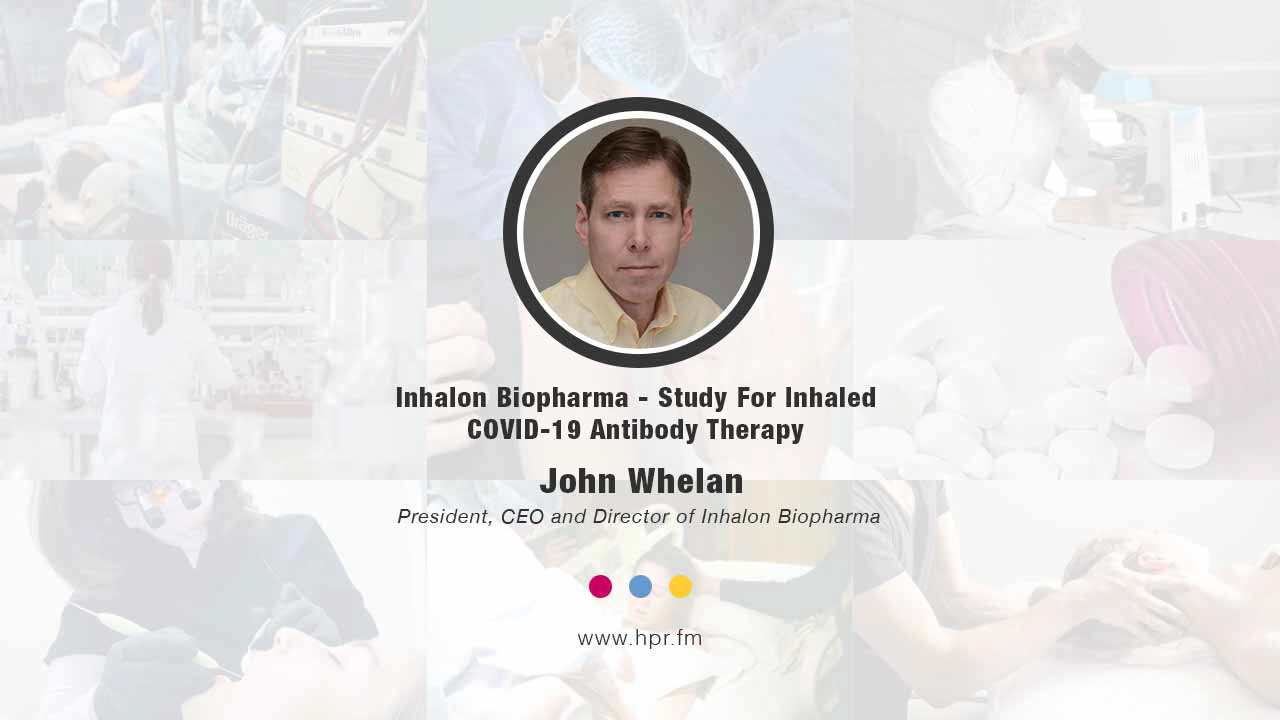 Dräger
Inhalon Biopharma - Study For Inhaled
COVID-19 Antibody Therapy
John Whelan
President, CEO and Director of Inhalon Biopharma
www.hpr.fm